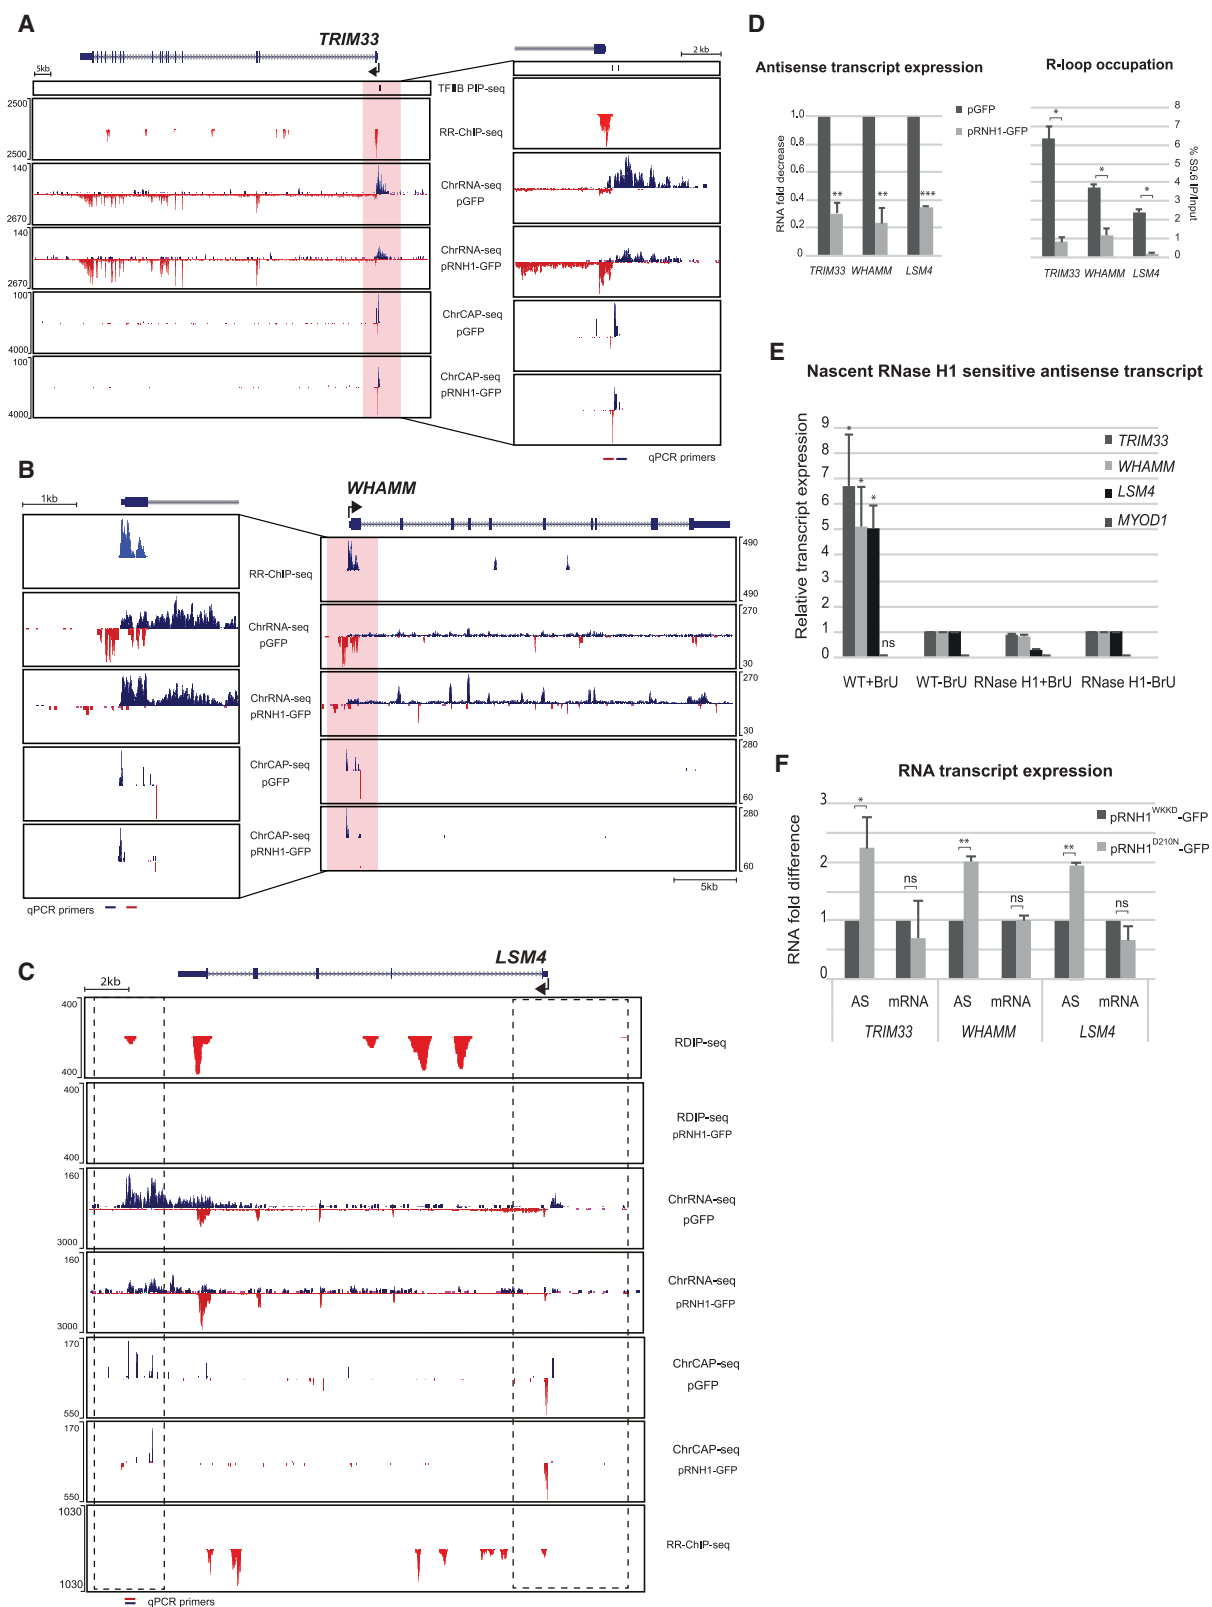 A
TRIM33
5kb
2 kb
TFIIB PIP-seq
2500
RR-ChIP-seq
2500
140
ChrRNA-seq
pGFP
2670
140
ChrRNA-seq
pRNH1-GFP
2670
100
ChrCAP-seq
pGFP
4000
100
ChrCAP-seq
pRNH1-GFP
4000
qPCR primers
B
WHAMM
1kb
490
RR-ChIP-seq
490
270
ChrRNA-seq
pGFP
30
270
ChrRNA-seq
pRNH1-GFP
30
280
ChrCAP-seq
pGFP
60
280
ChrCAP-seq
pRNH1-GFP
60
5kb
qPCR primers
C
LSM4
2kb
400
RDIP-seq
400
400
RDIP-seq
pRNH1-GFP
400
160
ChrRNA-seq
pGFP
3000
160
ChrRNA-seq
pRNH1-GFP
3000
170
ChrCAP-seq
pGFP
550
170
ChrCAP-seq
pRNH1-GFP
550
1030
RR-ChIP-seq
1030
qPCR primers
D
Antisense transcript expression
R-loop occupation
pGFP
pRNH1-GFP
RNA fold decrease
1.0
0.8
0.6
0.4
0.2
0
** ** ***
TRIM33 WHAMM LSM4
* * *
8
7
6
5
4
3
2
1
0
% S9.6 IP/Input
TRIM33 WHAMM LSM4
E
Nascent RNase H1 sensitive antisense transcript
Relative transcript expression
9
8
7
6
5
4
3
2
1
0
* * * ns
TRIM33
WHAMM
LSM4
MYOD1
WT+BrU WT-BrU RNase H1+BrU RNase H1-BrU
F
RNA transcript expression
RNA fold difference
3
2
1
0
* ns ** ns ** ns
pRNH1WKKD-GFP
pRNH1D210N-GFP
AS mRNA AS mRNA AS mRNA
TRIM33 WHAMM LSM4